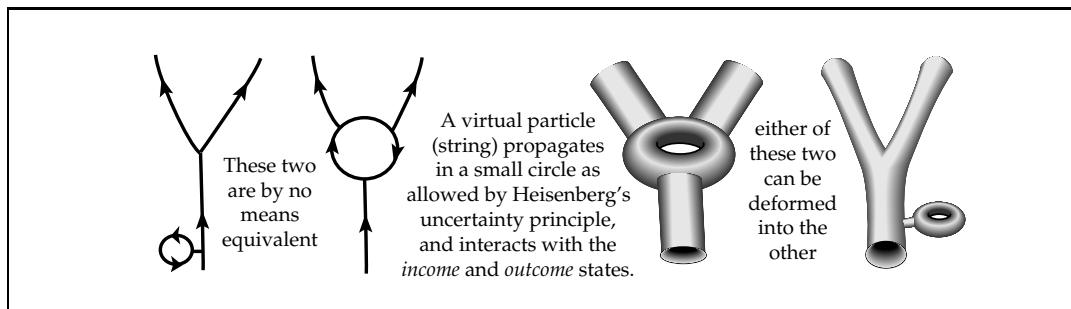 These two
are by no
means
equivalent
A virtual particle
(string) propagates
in a small circle as
allowed by Heisenberg’s
uncertainty principle,
and interacts with the
income and outcome states.
either of
these two
can be
deformed
into the
other